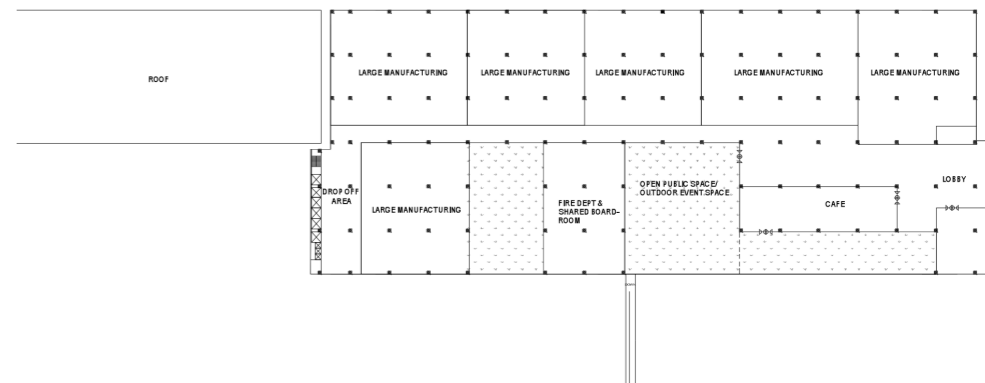 ROOF
LARGE MANUFACTURING
LARGE MANUFACTURING
LARGE MANUFACTURING
LARGE MANUFACTURING
LARGE MANUFACTURING
DROP OFF
AREA
LARGE MANUFACTURING
FIRE DEPT &
SHARED BOARD-
ROOM
OPEN PUBLIC SPACE/
OUTDOOR EVENT SPACE
CAFE
LOBBY